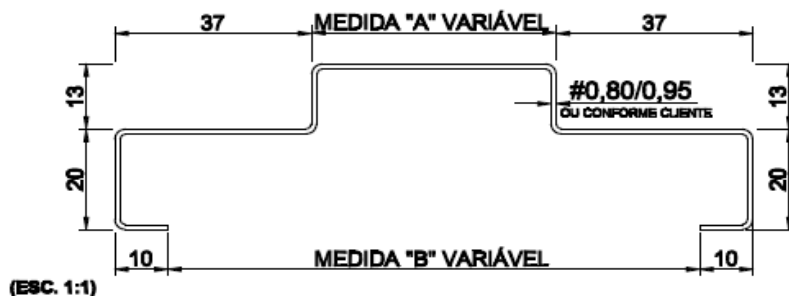 37 MEDIDA "A" VARIÁVEL 37
13
#0,80/0,95
OU CONFORME CLIENTE
13
20
20
10 MEDIDA "B" VARIÁVEL 10
(ESC. 1:1)